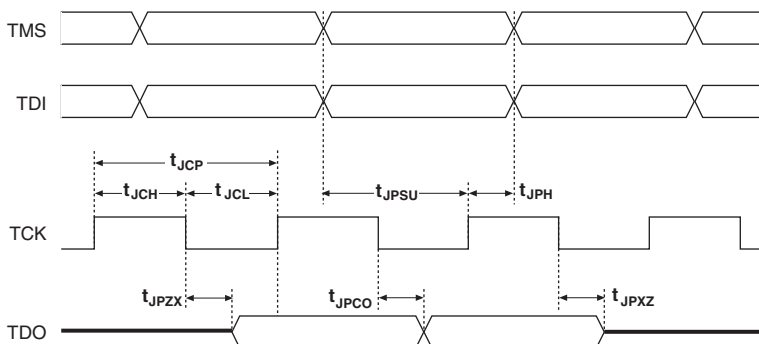 TMS
TDI
tJCP
tJCH tJCL tJPSU tJPH
TCK
tJPZX tJPCO tJPXZ
TDO